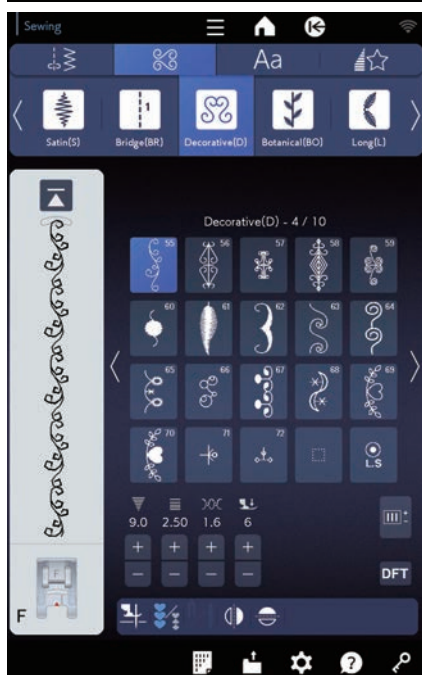 Sewing
Aa
Satin(S) Bridge(BR) Decorative(D) Botanical(BO) Long(L)
1
Decorative(D) - 4 / 10
55 56 57 58 59
60 61 62 63 64
65 66 67 68 69
70 71 72
L.S
9.0 2.50 1.6 6
+ + + +
− − − −
DFT
F
?